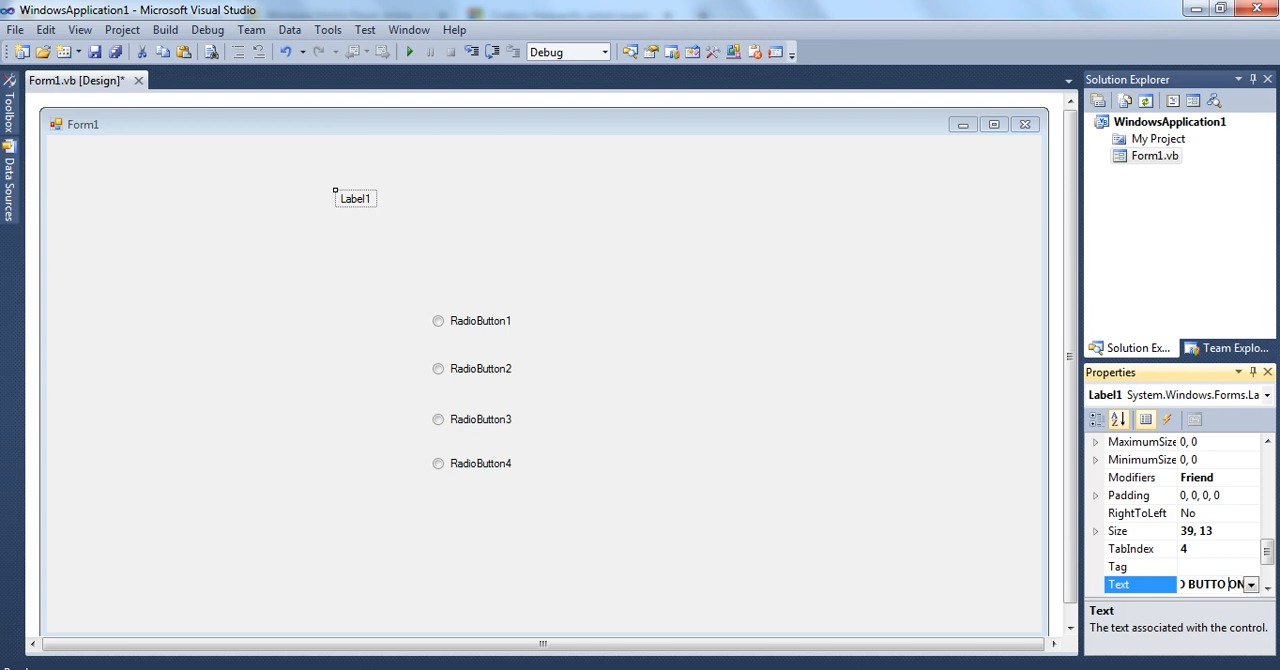 WindowsApplication1 - Microsoft Visual Studio
File Edit View Project Build Debug Team Data Tools Test Window Help
Debug
Form1.vb [Design]*
Toolbox
Data Sources
Form1
Label1
RadioButton1
RadioButton2
RadioButton3
RadioButton4
Solution Explorer
WindowsApplication1
My Project
Form1.vb
Solution Ex... Team Explo...
Properties
Label1 System.Windows.Forms.La
MaximumSize 0, 0
MinimumSize 0, 0
Modifiers Friend
Padding 0, 0, 0, 0
RightToLeft No
Size 39, 13
TabIndex 4
Tag
Text BUTTO ON
Text
The text associated with the control.